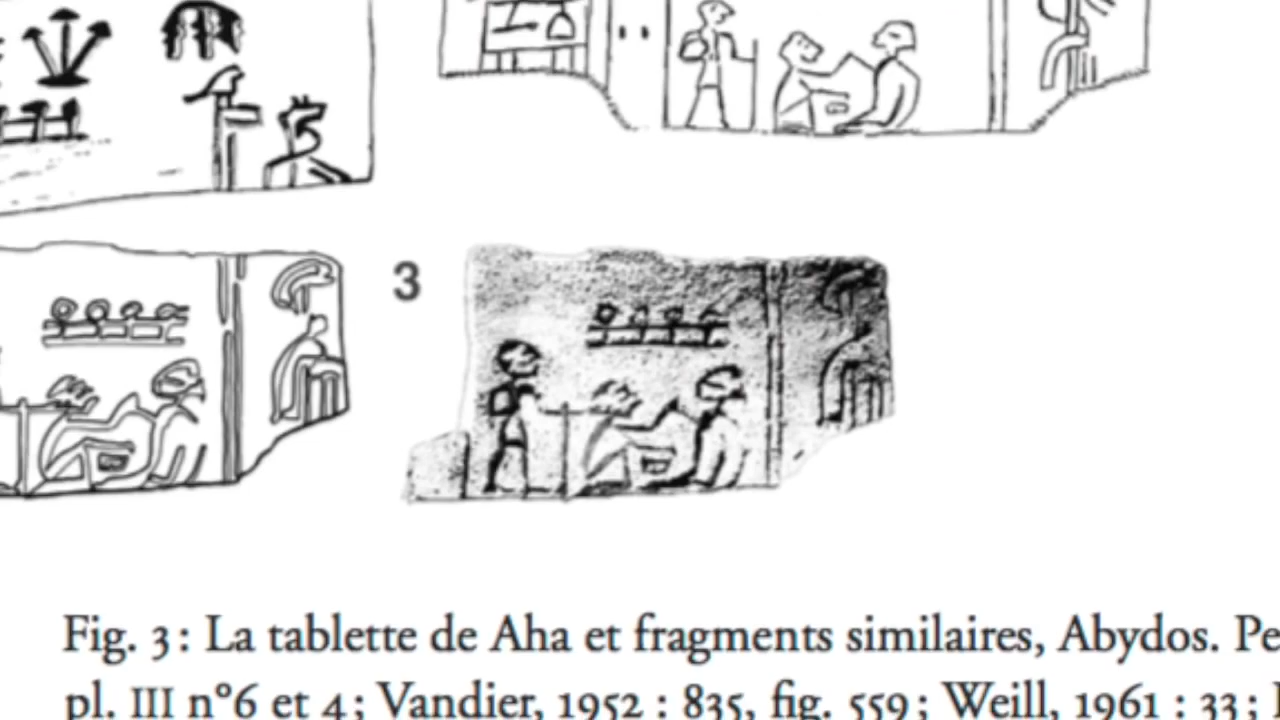 3
Fig. 3 : La tablette de Aha et fragments similaires, Abydos. Pe
pl. III n°6 et 4 ; Vandier, 1952 : 835, fig. 559 ; Weill, 1961 : 33 ;